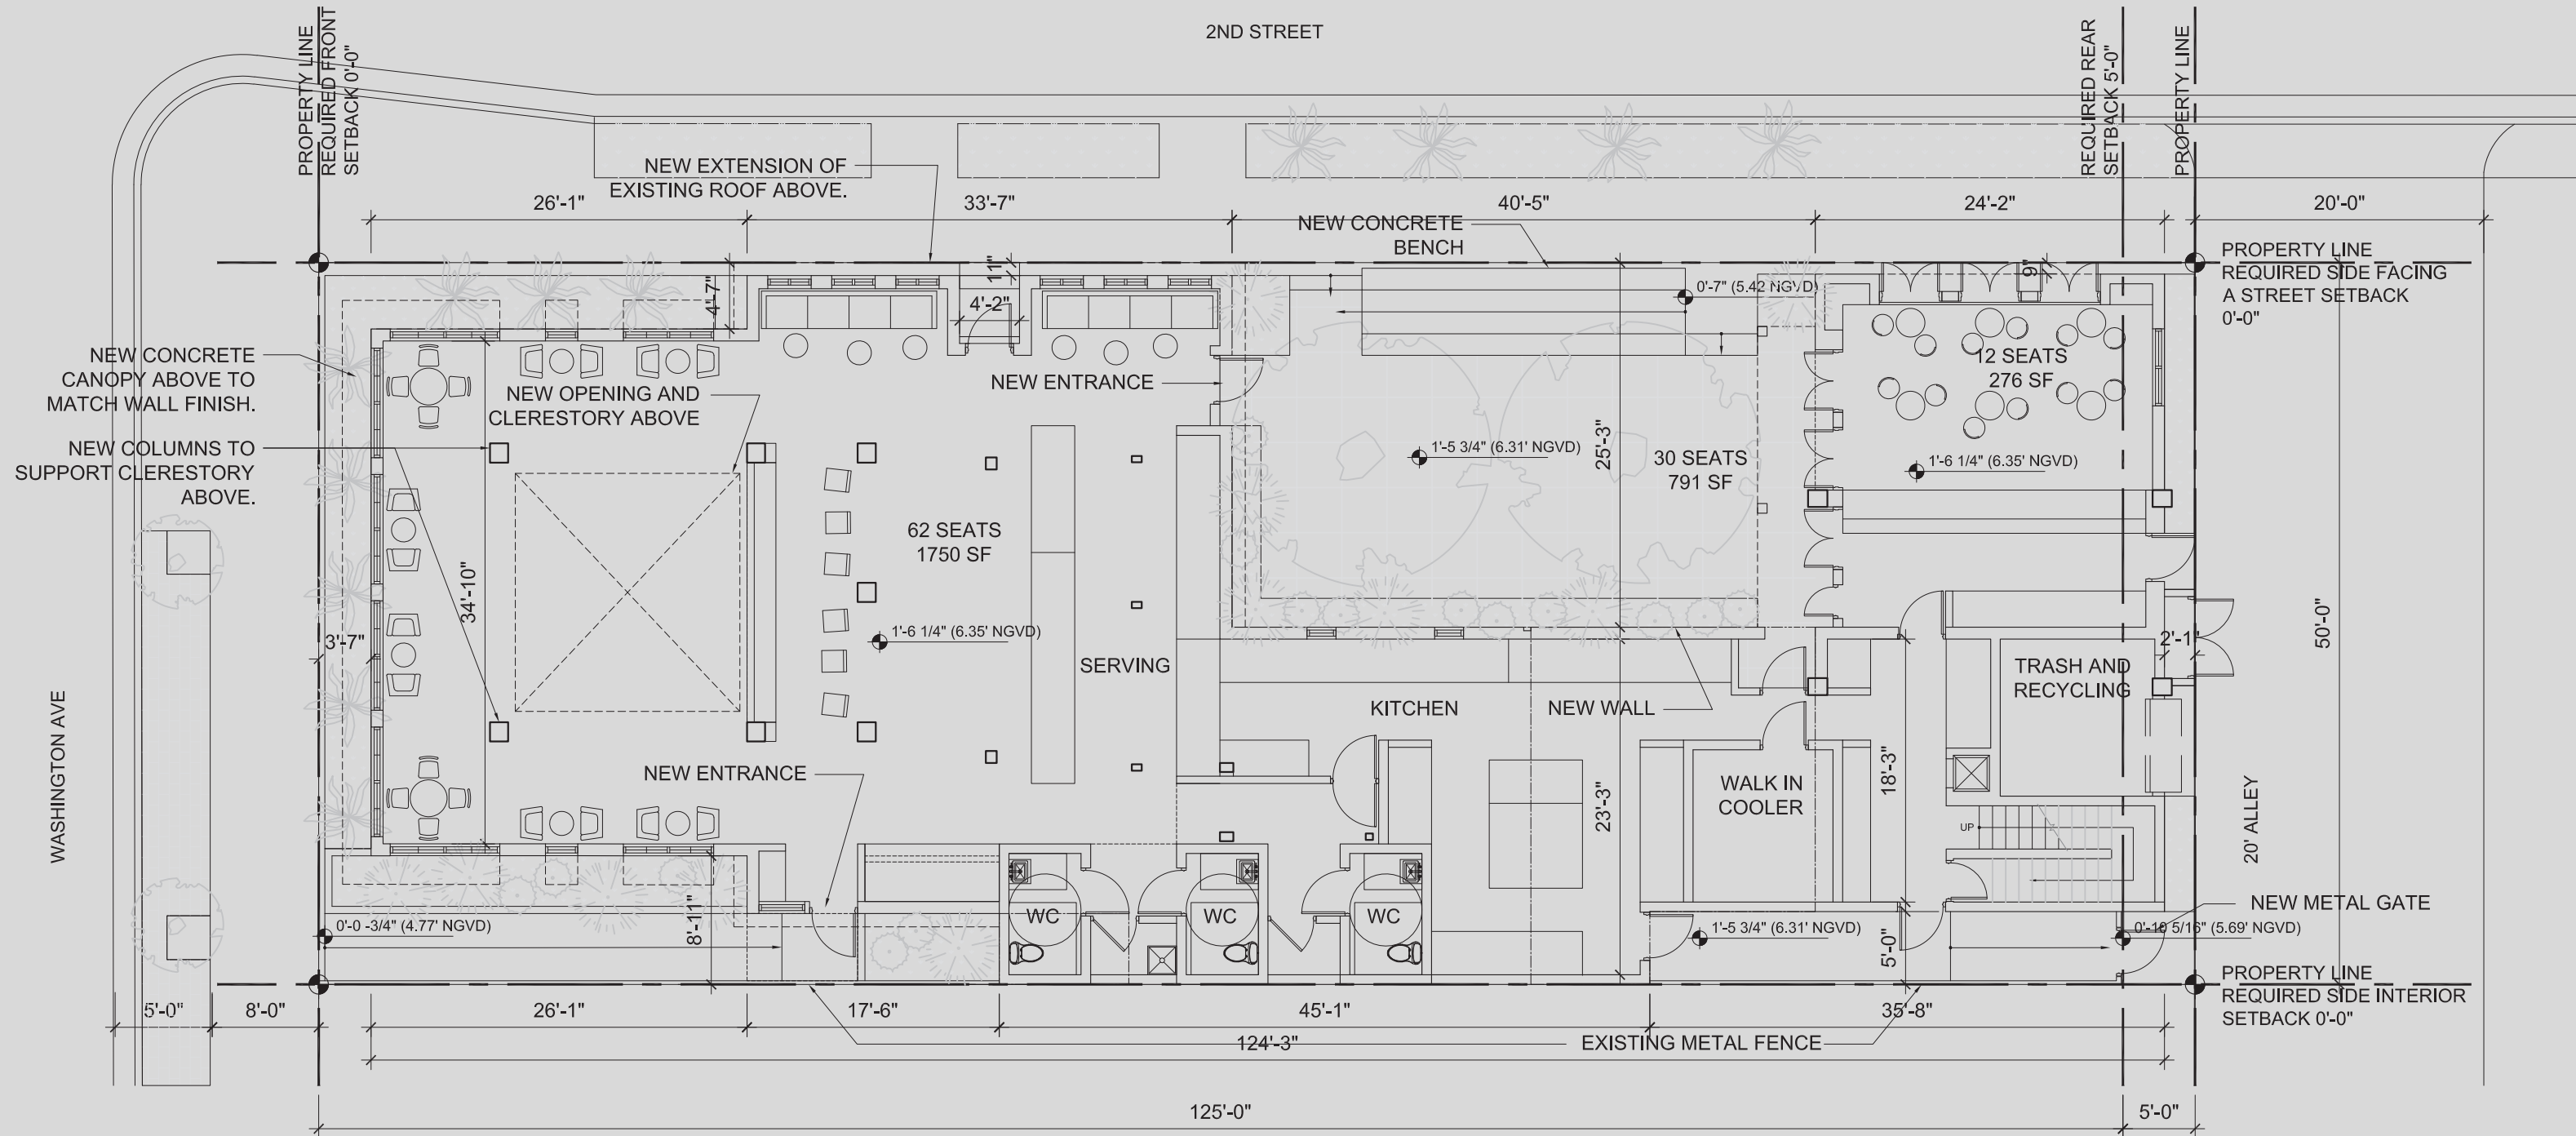 2ND STREET
PROPERTY LINE
REQUIRED FRONT
SETBACK 0'-0"
REQUIRED REAR
SETBACK 5'-0"
PROPERTY LINE
NEW EXTENSION OF
EXISTING ROOF ABOVE.
26'-1"
33'-7"
40'-5"
24'-2"
20'-0"
NEW CONCRETE
BENCH
PROPERTY LINE
REQUIRED SIDE FACING
A STREET SETBACK
0'-0"
4'-7"
11"
4'-2"
9"
0'-7" (5.42 NGVD)
NEW CONCRETE
CANOPY ABOVE TO
MATCH WALL FINISH.
NEW OPENING AND
CLERESTORY ABOVE
NEW ENTRANCE
12 SEATS
276 SF
NEW COLUMNS TO
SUPPORT CLERESTORY
ABOVE.
1'-5 3/4" (6.31' NGVD)
25'-3"
30 SEATS
791 SF
1'-6 1/4" (6.35' NGVD)
62 SEATS
1750 SF
34'-10"
3'-7"
1'-6 1/4" (6.35' NGVD)
SERVING
50'-0"
2'-1"
TRASH AND
RECYCLING
KITCHEN
NEW WALL
WASHINGTON AVE
NEW ENTRANCE
WALK IN
COOLER
18'-3"
23'-3"
UP
20' ALLEY
WC
WC
WC
8'-11"
0'-0 -3/4" (4.77' NGVD)
1'-5 3/4" (6.31' NGVD)
5'-0"
NEW METAL GATE
0'-10 5/16" (5.69' NGVD)
PROPERTY LINE
REQUIRED SIDE INTERIOR
SETBACK 0'-0"
5'-0"
8'-0"
26'-1"
17'-6"
45'-1"
35'-8"
124'-3"
EXISTING METAL FENCE
125'-0"
5'-0"